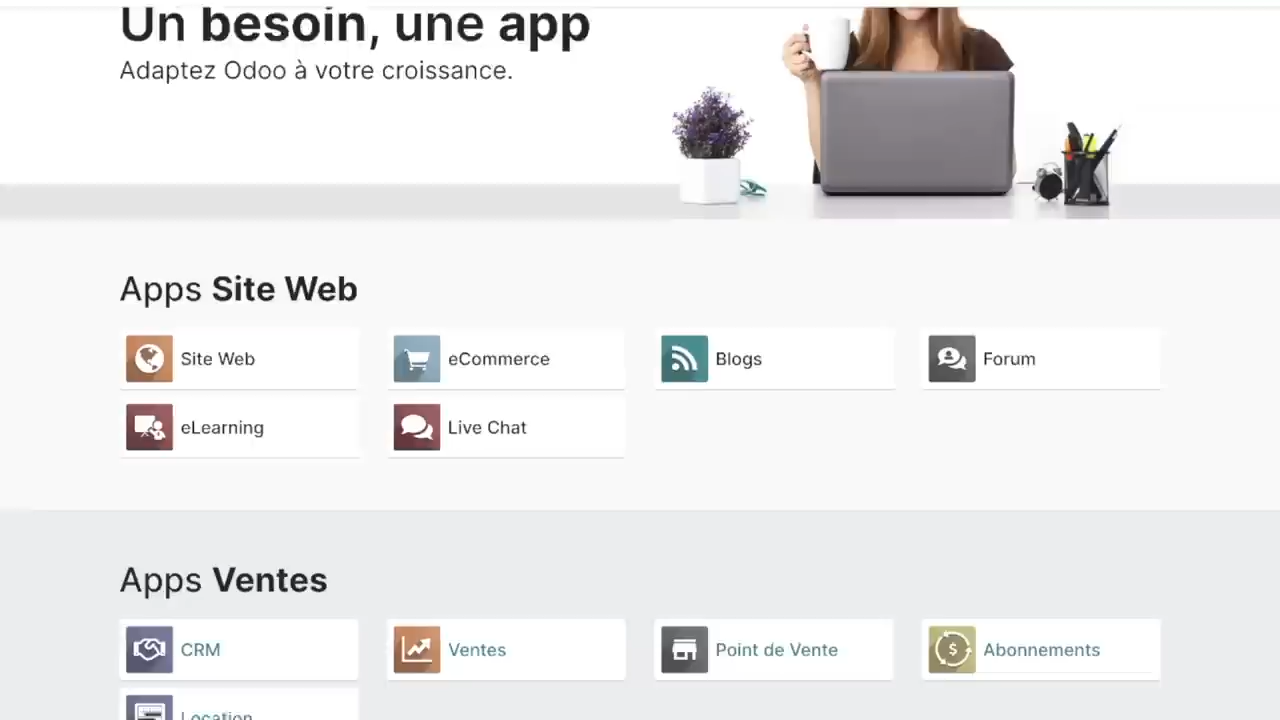 Un besoin, une app
Adaptez Odoo à votre croissance.
Apps Site Web
Site Web
eCommerce
Blogs
Forum
eLearning
Live Chat
Apps Ventes
CRM
Ventes
Point de Vente
Abonnements
Location